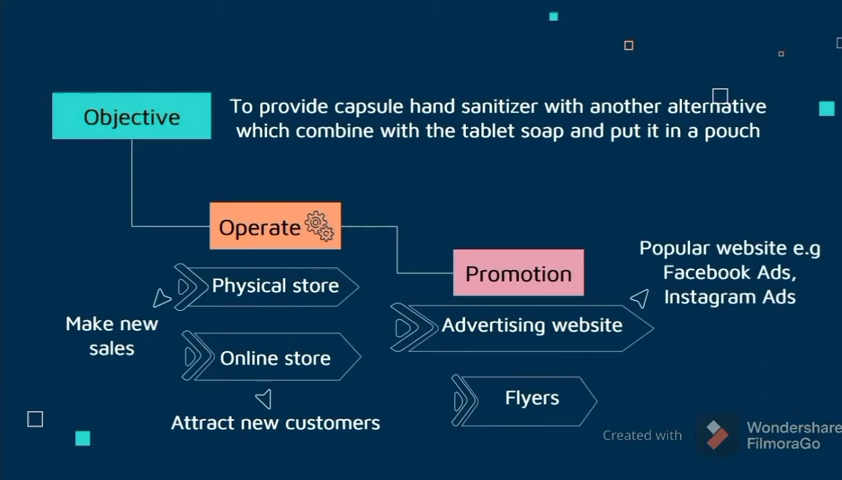 Objective
To provide capsule hand sanitizer with another alternative
which combine with the tablet soap and put it in a pouch
Operate
Physical store
Make new
sales
Online store
Attract new customers
Promotion
Popular website e.g
Facebook Ads,
Instagram Ads
Advertising website
Flyers
Created with
Wondershare
FilmoraGo